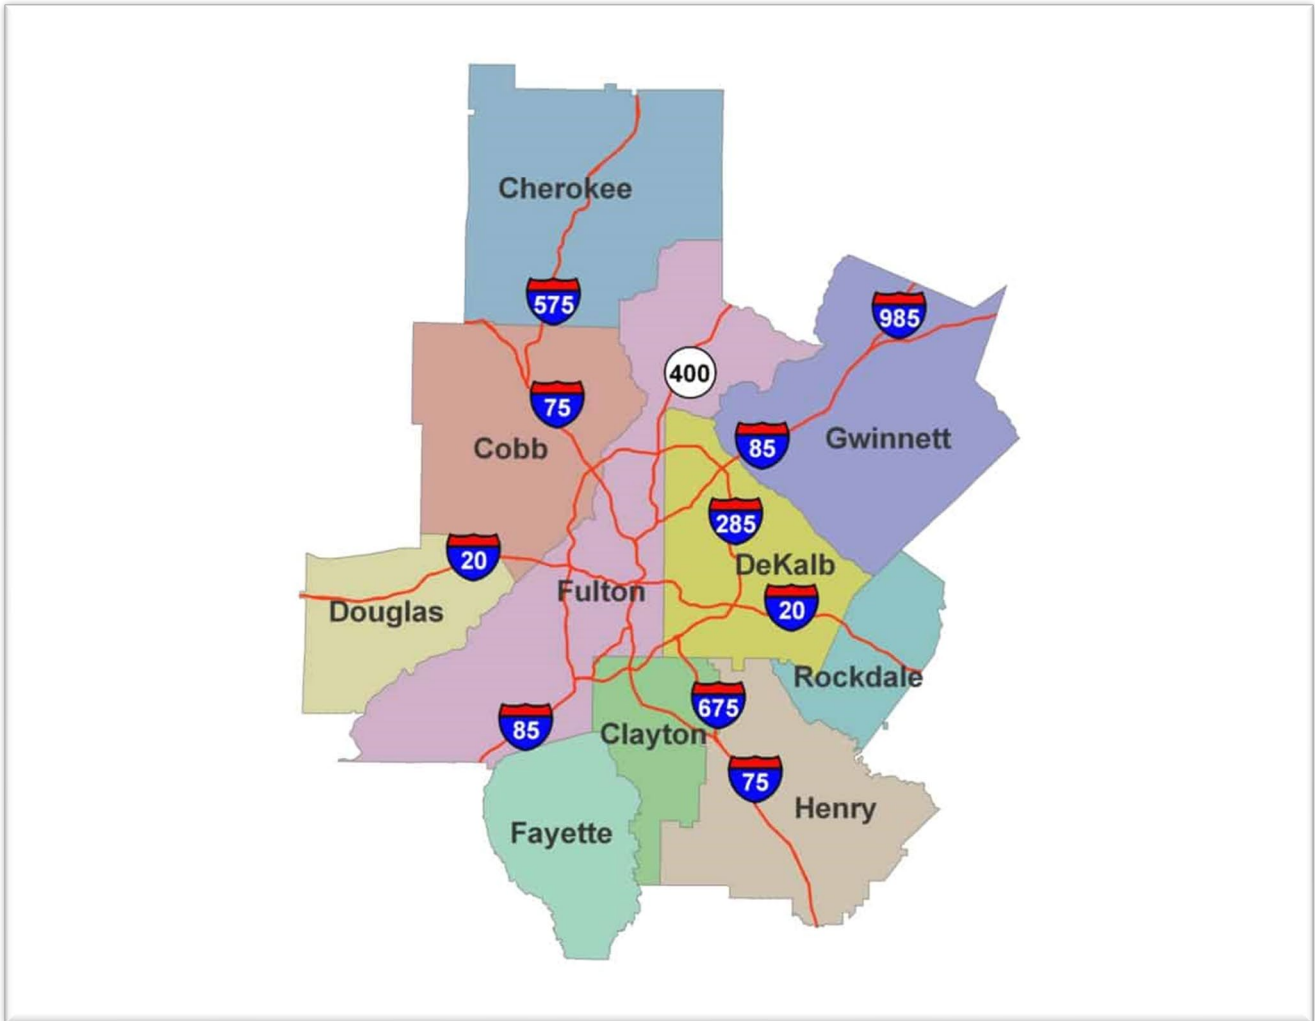 Cherokee
575
985
400
75
85
Gwinnett
Cobb
285
20
DeKalb
Fulton
20
Douglas
Rockdale
675
85
Clayton
75
Henry
Fayette